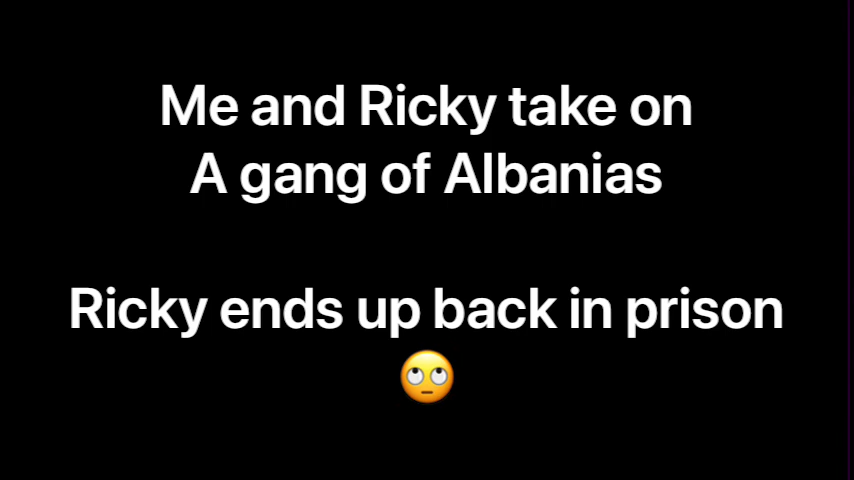 Me and Ricky take on
A gang of Albanias
Ricky ends up back in prison
🙄